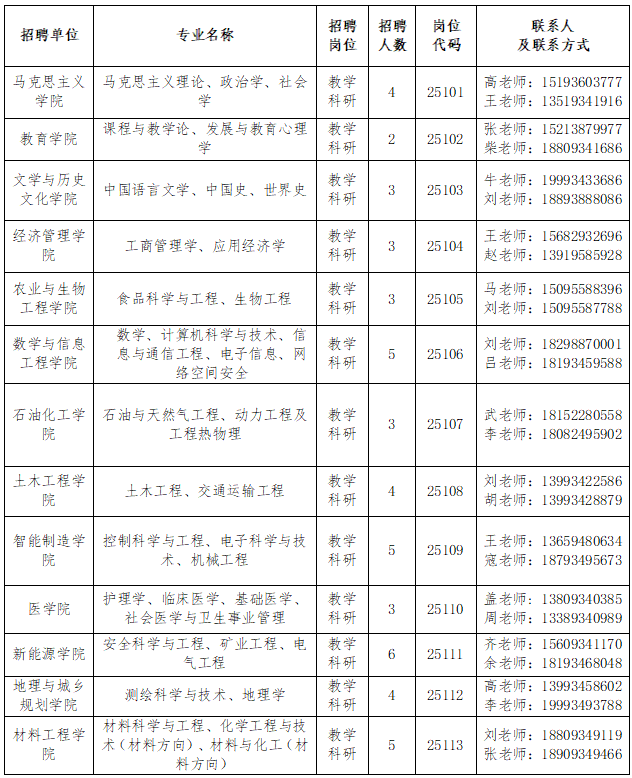 招聘单位
专业名称
招聘
岗位
招聘
人数
岗位
代码
联系人
及联系方式
马克思主义
学院
马克思主义理论、政治学、社会
学
教学
科研
4
25101
高老师：15193603777
王老师：13519341916
教育学院
课程与教学论、发展与教育心理
学
教学
科研
2
25102
张老师：15213879977
柴老师：18809341686
文学与历史
文化学院
中国语言文学、中国史、世界史
教学
科研
3
25103
牛老师：19993433686
刘老师：18893888086
经济管理学
院
工商管理学、应用经济学
教学
科研
3
25104
王老师：15682932696
赵老师：13919585928
农业与生物
工程学院
食品科学与工程、生物工程
教学
科研
3
25105
马老师：15095588396
刘老师：15095587788
数学与信息
工程学院
数学、计算机科学与技术、信
息与通信工程、电子信息、网
络空间安全
教学
科研
5
25106
刘老师：18298870001
吕老师：18193459588
石油化工学
院
石油与天然气工程、动力工程及
工程热物理
教学
科研
3
25107
武老师：18152280558
李老师：18082495902
土木工程学
院
土木工程、交通运输工程
教学
科研
4
25108
刘老师：13993422586
胡老师：13993428879
智能制造学
院
控制科学与工程、电子科学与技
术、机械工程
教学
科研
5
25109
王老师：13659480634
寇老师：18793495673
医学院
护理学、临床医学、基础医学、
社会医学与卫生事业管理
教学
科研
3
25110
盖老师：13809340385
周老师：13389340989
新能源学院
安全科学与工程、矿业工程、电
气工程
教学
科研
6
25111
齐老师：15609341170
余老师：18193468048
地理与城乡
规划学院
测绘科学与技术、地理学
教学
科研
4
25112
高老师：13993458602
李老师：19993493788
材料工程学
院
材料科学与工程、化学工程与技
术（材料方向）、材料与化工（材
料方向）
教学
科研
5
25113
刘老师：18809349119
张老师：18909349466